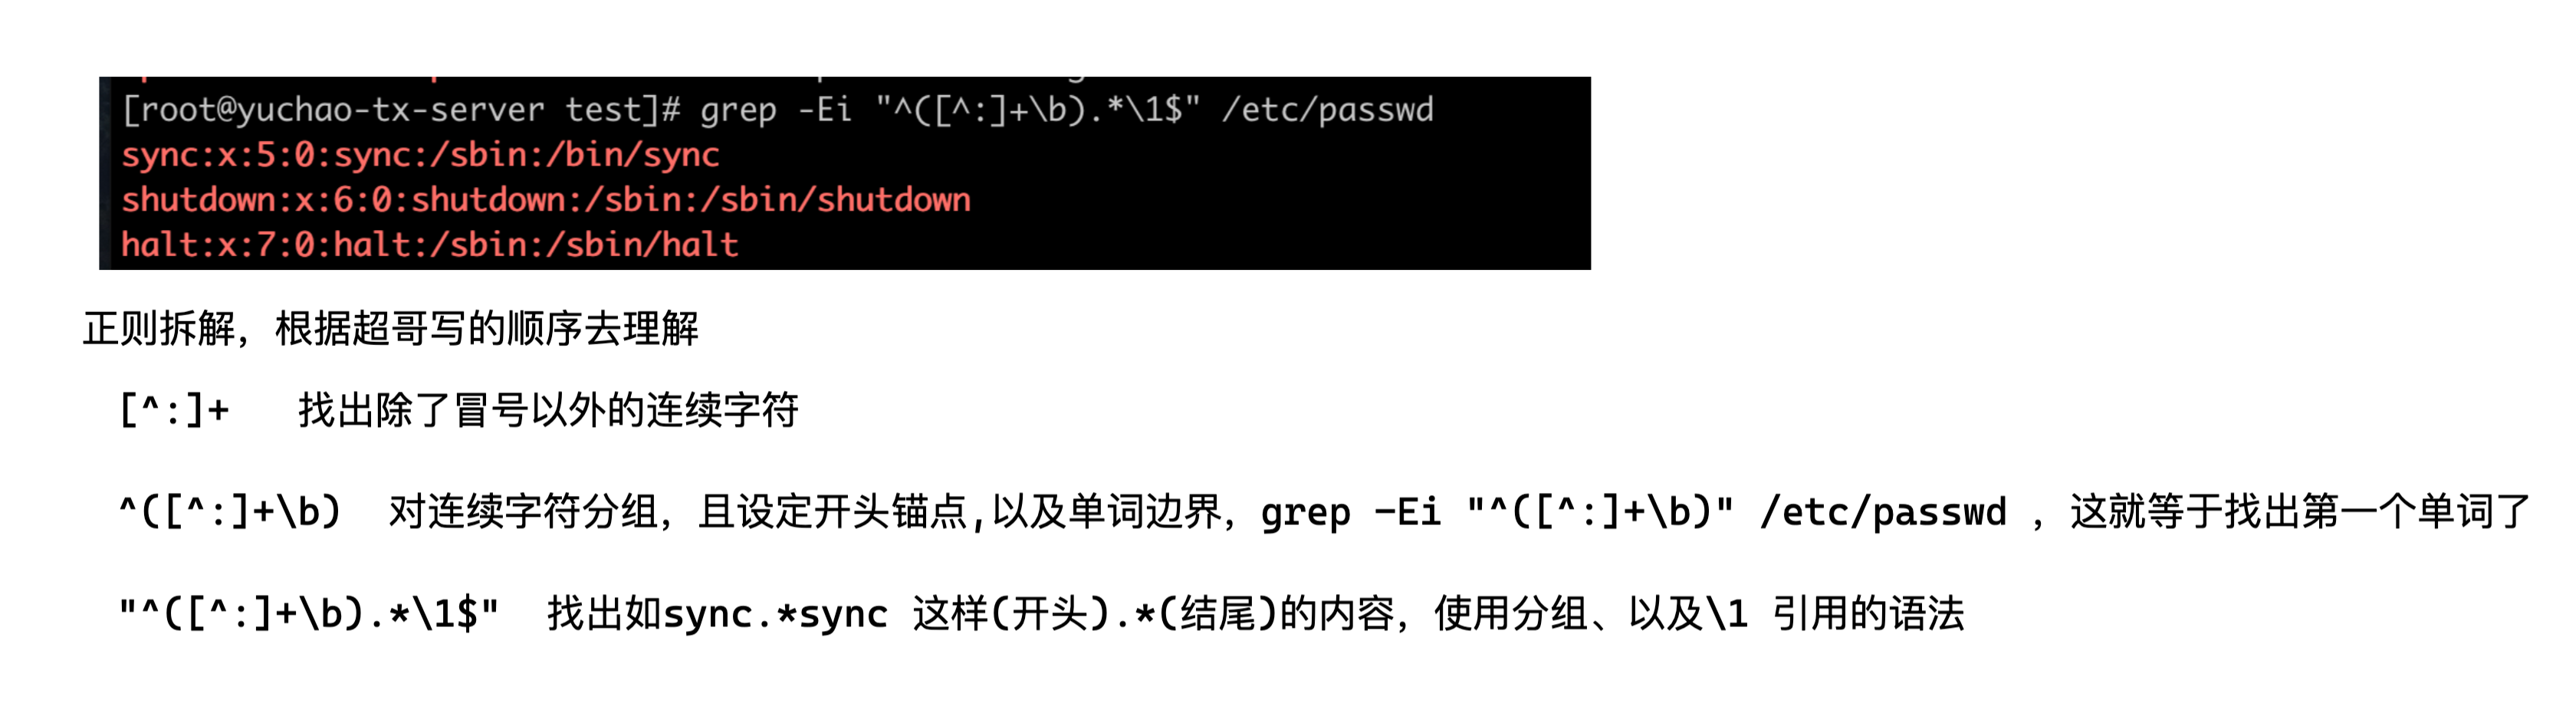 [root@yuchao-tx-server test]# grep -Ei "^([^:]+\b).*\1$" /etc/passwd
sync:x:5:0:sync:/sbin:/bin/sync
shutdown:x:6:0:shutdown:/sbin:/sbin/shutdown
halt:x:7:0:halt:/sbin:/sbin/halt
正则拆解，根据超哥写的顺序去理解
[^:]+ 找出除了冒号以外的连续字符
^([^:]+\b) 对连续字符分组，且设定开头锚点,以及单词边界，grep -Ei "^([^:]+\b)" /etc/passwd ，这就等于找出第一个单词了
"^([^:]+\b).*\1$" 找出如sync.*sync 这样(开头).*(结尾)的内容，使用分组、以及\1 引用的语法